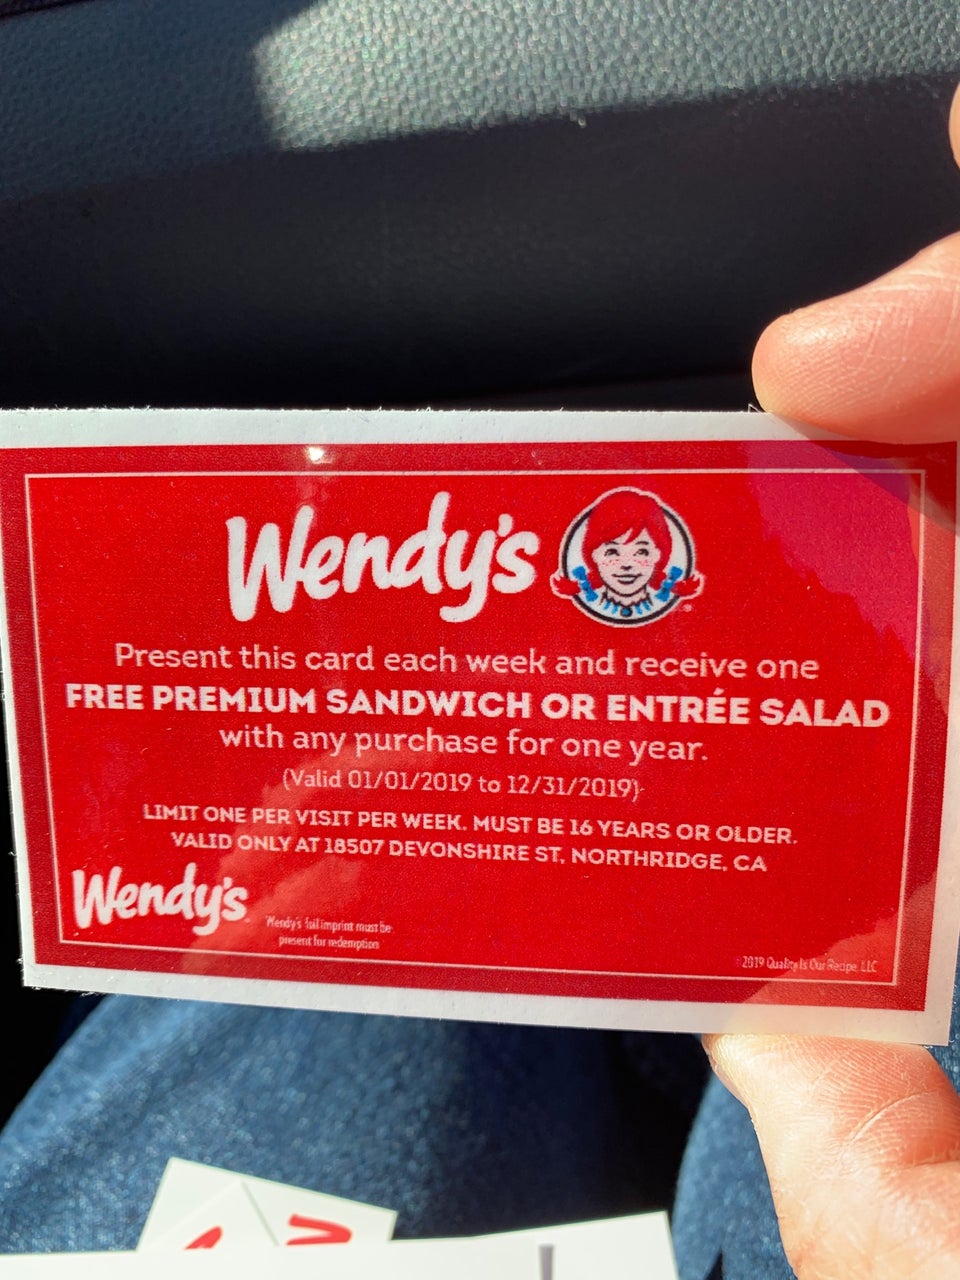 Wendy's
Present this card each week and receive one
FREE PREMIUM SANDWICH OR ENTRÉE SALAD
with any purchase for one year.
(Valid 01/01/2019 to 12/31/2019)
LIMIT ONE PER VISIT PER WEEK. MUST BE 16 YEARS OR OLDER.
VALID ONLY AT 18507 DEVONSHIRE ST, NORTHRIDGE, CA
Wendy's
Wendy's foil imprint must be
present for redemption
2019 Quality Is Our Recipe, LLC